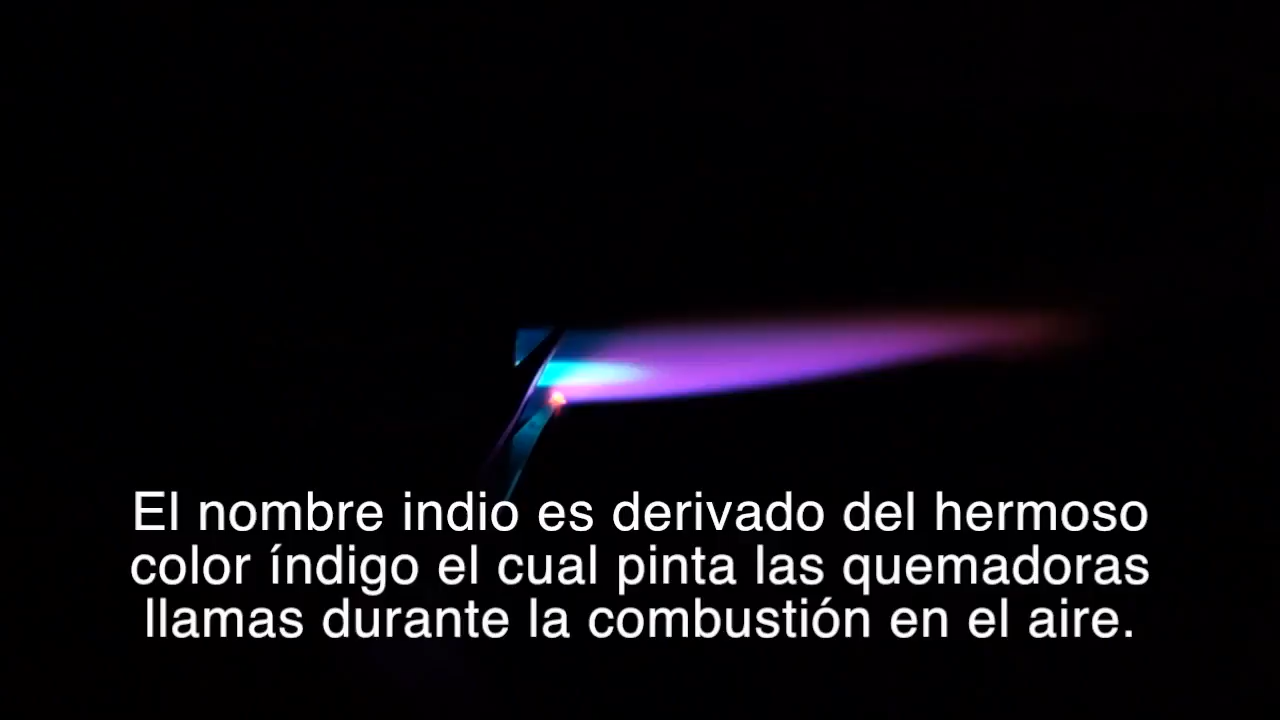 El nombre indio es derivado del hermoso
color índigo el cual pinta las quemadoras
llamas durante la combustión en el aire.